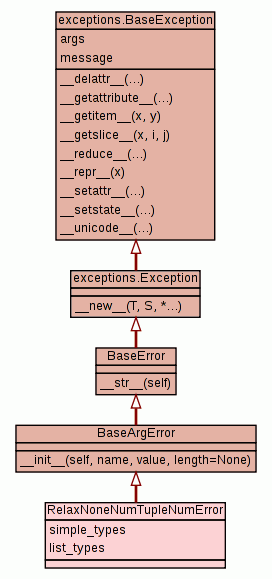 exceptions.BaseException
args
message
__delattr__(...)
__getattribute__(...)
__getitem__(x, y)
__getslice__(x, i, j)
__reduce__(...)
__repr__(x)
__setattr__(...)
__setstate__(...)
__unicode__(...)
exceptions.Exception
__new__(T, S, *...)
BaseError
__str__(self)
BaseArgError
__init__(self, name, value, length=None)
RelaxNoneNumTupleNumError
simple_types
list_types